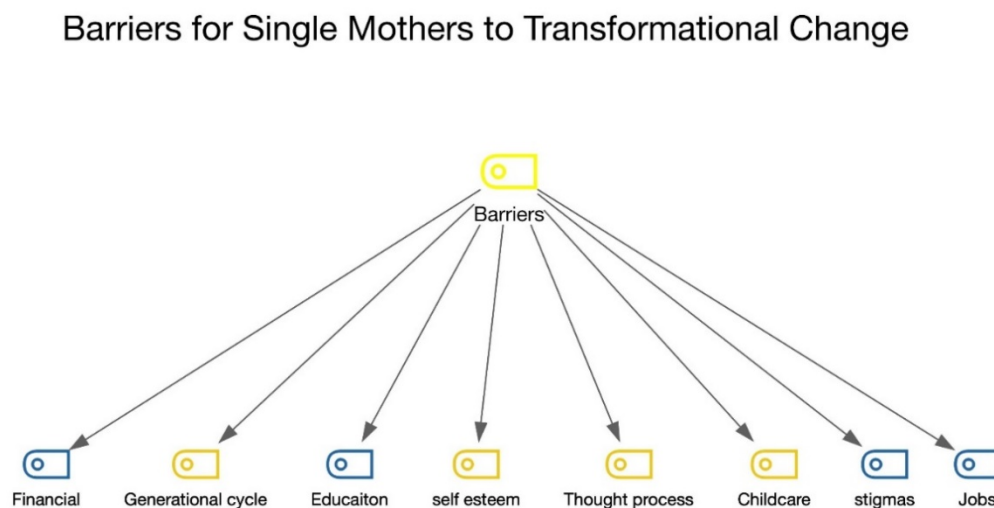 Barriers for Single Mothers to Transformational Change
Barriers
Financial
Generational cycle
Educaiton
self esteem
Thought process
Childcare
stigmas
Jobs